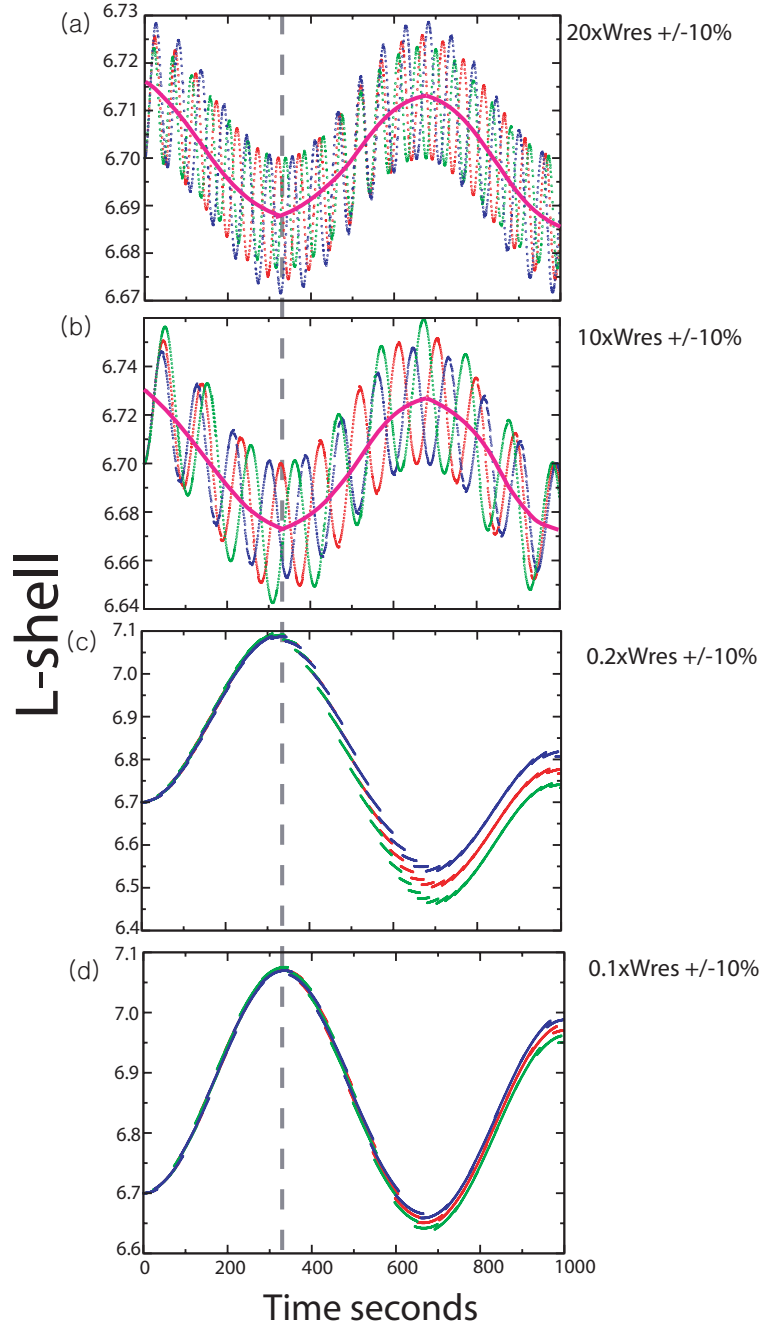 (a)
20xWres +/-10%
6.73
6.72
6.71
6.70
6.69
6.68
6.67
(b)
10xWres +/-10%
6.74
6.72
6.70
6.68
6.66
6.64
L-shell
(c)
0.2xWres +/-10%
7.1
7.0
6.9
6.8
6.7
6.6
6.5
6.4
(d)
0.1xWres +/-10%
7.1
7.0
6.9
6.8
6.7
6.6
0 200 400 600 800 1000
Time seconds